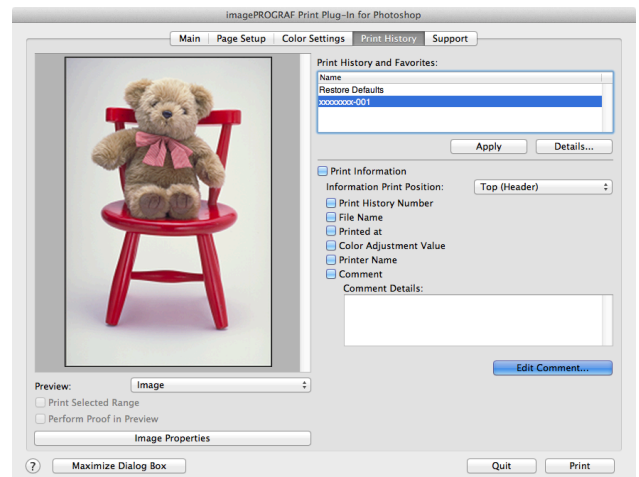 imagePROGRAF Print Plug-In for Photoshop
Main Page Setup Color Settings Print History Support
Print History and Favorites:
Name
Restore Defaults
xxxxxxxx-001
Apply Details...
Print Information
Information Print Position: Top (Header)
Print History Number
File Name
Printed at
Color Adjustment Value
Printer Name
Comment
Comment Details:
Edit Comment...
Preview: Image
Print Selected Range
Perform Proof in Preview
Image Properties
? Maximize Dialog Box Quit Print